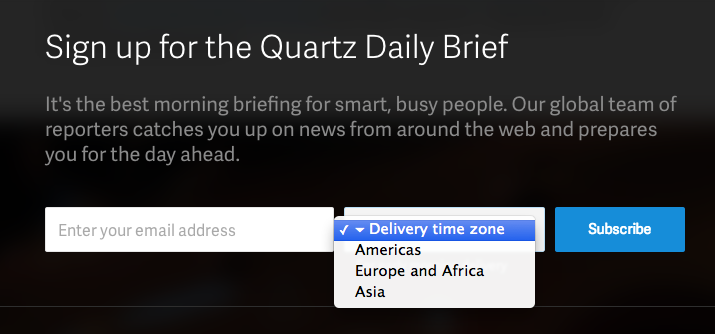 Sign up for the Quartz Daily Brief
It's the best morning briefing for smart, busy people. Our global team of
reporters catches you up on news from around the web and prepares
you for the day ahead.
Enter your email address
✓ Delivery time zone
Subscribe
Americas
Europe and Africa
Asia